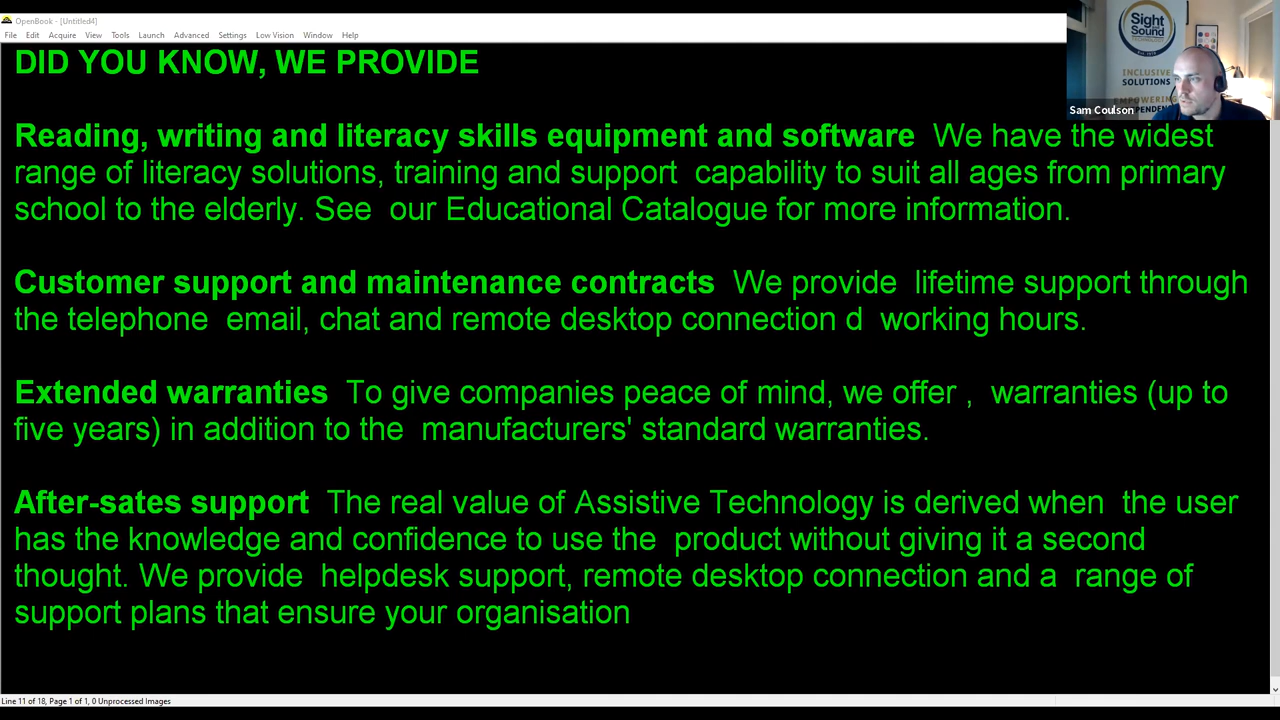 OpenBook - [Untitled4]
File Edit Acquire View Tools Launch Advanced Settings Low Vision Window Help
DID YOU KNOW, WE PROVIDE
Reading, writing and literacy skills equipment and software We have the widest
range of literacy solutions, training and support capability to suit all ages from primary
school to the elderly. See our Educational Catalogue for more information.
Customer support and maintenance contracts We provide lifetime support through
the telephone email, chat and remote desktop connection d working hours.
Extended warranties To give companies peace of mind, we offer , warranties (up to
five years) in addition to the manufacturers' standard warranties.
After-sates support The real value of Assistive Technology is derived when the user
has the knowledge and confidence to use the product without giving it a second
thought. We provide helpdesk support, remote desktop connection and a range of
support plans that ensure your organisation
Line 11 of 18, Page 1 of 1, 0 Unprocessed Images
Sight
Sound
INCLUSIVE
SOLUTIONS
EMPOWERING
Sam Coulson